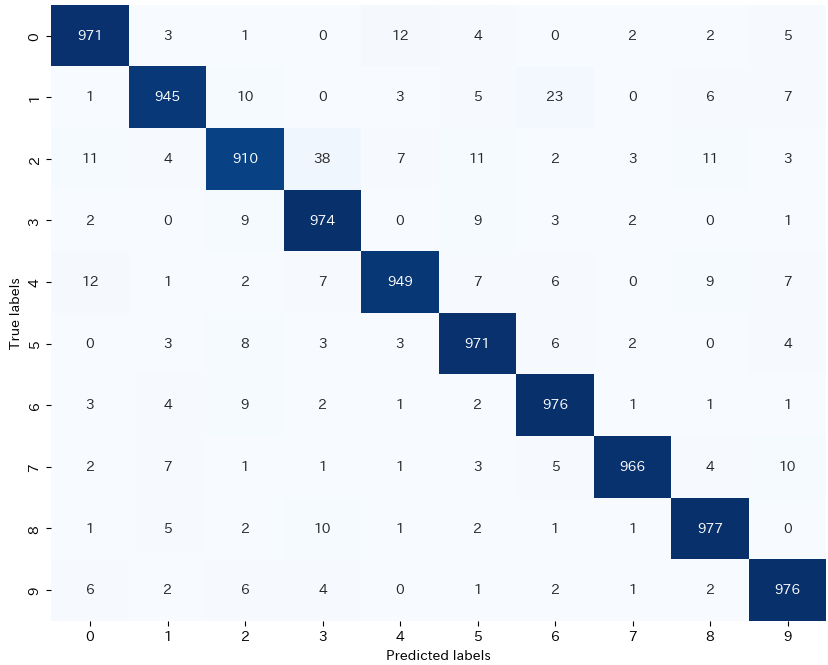 0 971 3 1 0 12 4 0 2 2 5
1 1 945 10 0 3 5 23 0 6 7
2 11 4 910 38 7 11 2 3 11 3
3 2 0 9 974 0 9 3 2 0 1
4 12 1 2 7 949 7 6 0 9 7
5 0 3 8 3 3 971 6 2 0 4
6 3 4 9 2 1 2 976 1 1 1
7 2 7 1 1 1 3 5 966 4 10
8 1 5 2 10 1 2 1 1 977 0
9 6 2 6 4 0 1 2 1 2 976
True labels
0 1 2 3 4 5 6 7 8 9
Predicted labels